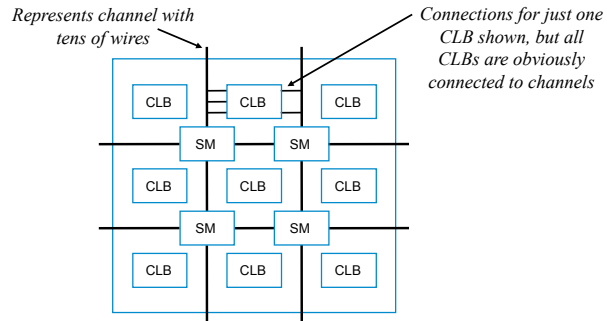 Represents channel with
tens of wires
Connections for just one
CLB shown, but all
CLBs are obviously
connected to channels
CLB CLB CLB
SM SM
CLB CLB CLB
SM SM
CLB CLB CLB